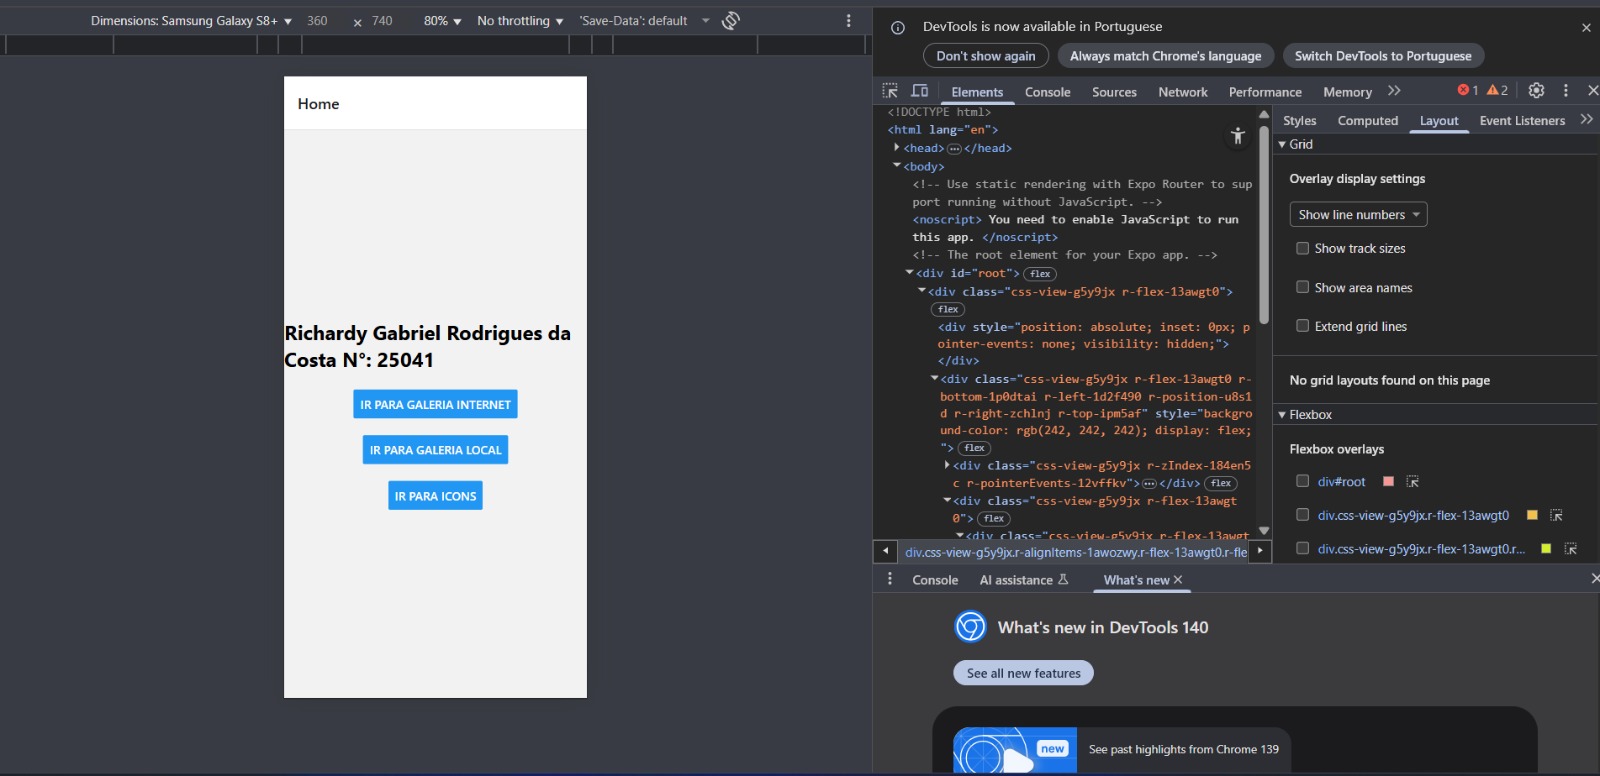 Dimensions: Samsung Galaxy S8+ 360 x 740 80% No throttling 'Save-Data': default
Home
Richardy Gabriel Rodrigues da
Costa N°: 25041
IR PARA GALERIA INTERNET
IR PARA GALERIA LOCAL
IR PARA ICONS
DevTools is now available in Portuguese
Don't show again Always match Chrome's language Switch DevTools to Portuguese
Elements Console Sources Network Performance Memory 1 2
<!DOCTYPE html>
<html lang="en">
<head> ... </head>
<body>
<!-- Use static rendering with Expo Router to sup
port running without JavaScript. -->
<noscript> You need to enable JavaScript to run
this app. </noscript>
<!-- The root element for your Expo app. -->
<div id="root"> flex
<div class="css-view-g5y9jx r-flex-13awgt0">
flex
<div style="position: absolute; inset: 0px; p
ointer-events: none; visibility: hidden;">
</div>
<div class="css-view-g5y9jx r-flex-13awgt0 r-
bottom-1p0dtai r-left-1d2f490 r-position-u8s1
d r-right-zchlnj r-top-ipm5af" style="backgro
und-color: rgb(242, 242, 242); display: flex;
"> flex
<div class="css-view-g5y9jx r-zIndex-184en5
c r-pointerEvents-12vffkv"> ... </div> flex
<div class="css-view-g5y9jx r-flex-13awgt
0"> flex
<div class="css-view-g5y9jx r-flex-13awgt
div.css-view-g5y9jx.r-alignItems-1awozwy.r-flex-13awgt0.r-fle
Styles Computed Layout Event Listeners
Grid
Overlay display settings
Show line numbers
Show track sizes
Show area names
Extend grid lines
No grid layouts found on this page
Flexbox
Flexbox overlays
div#root
div.css-view-g5y9jx.r-flex-13awgt0
div.css-view-g5y9jx.r-flex-13awgt0.r...
Console AI assistance What's new
What's new in DevTools 140
See all new features
new
See past highlights from Chrome 139